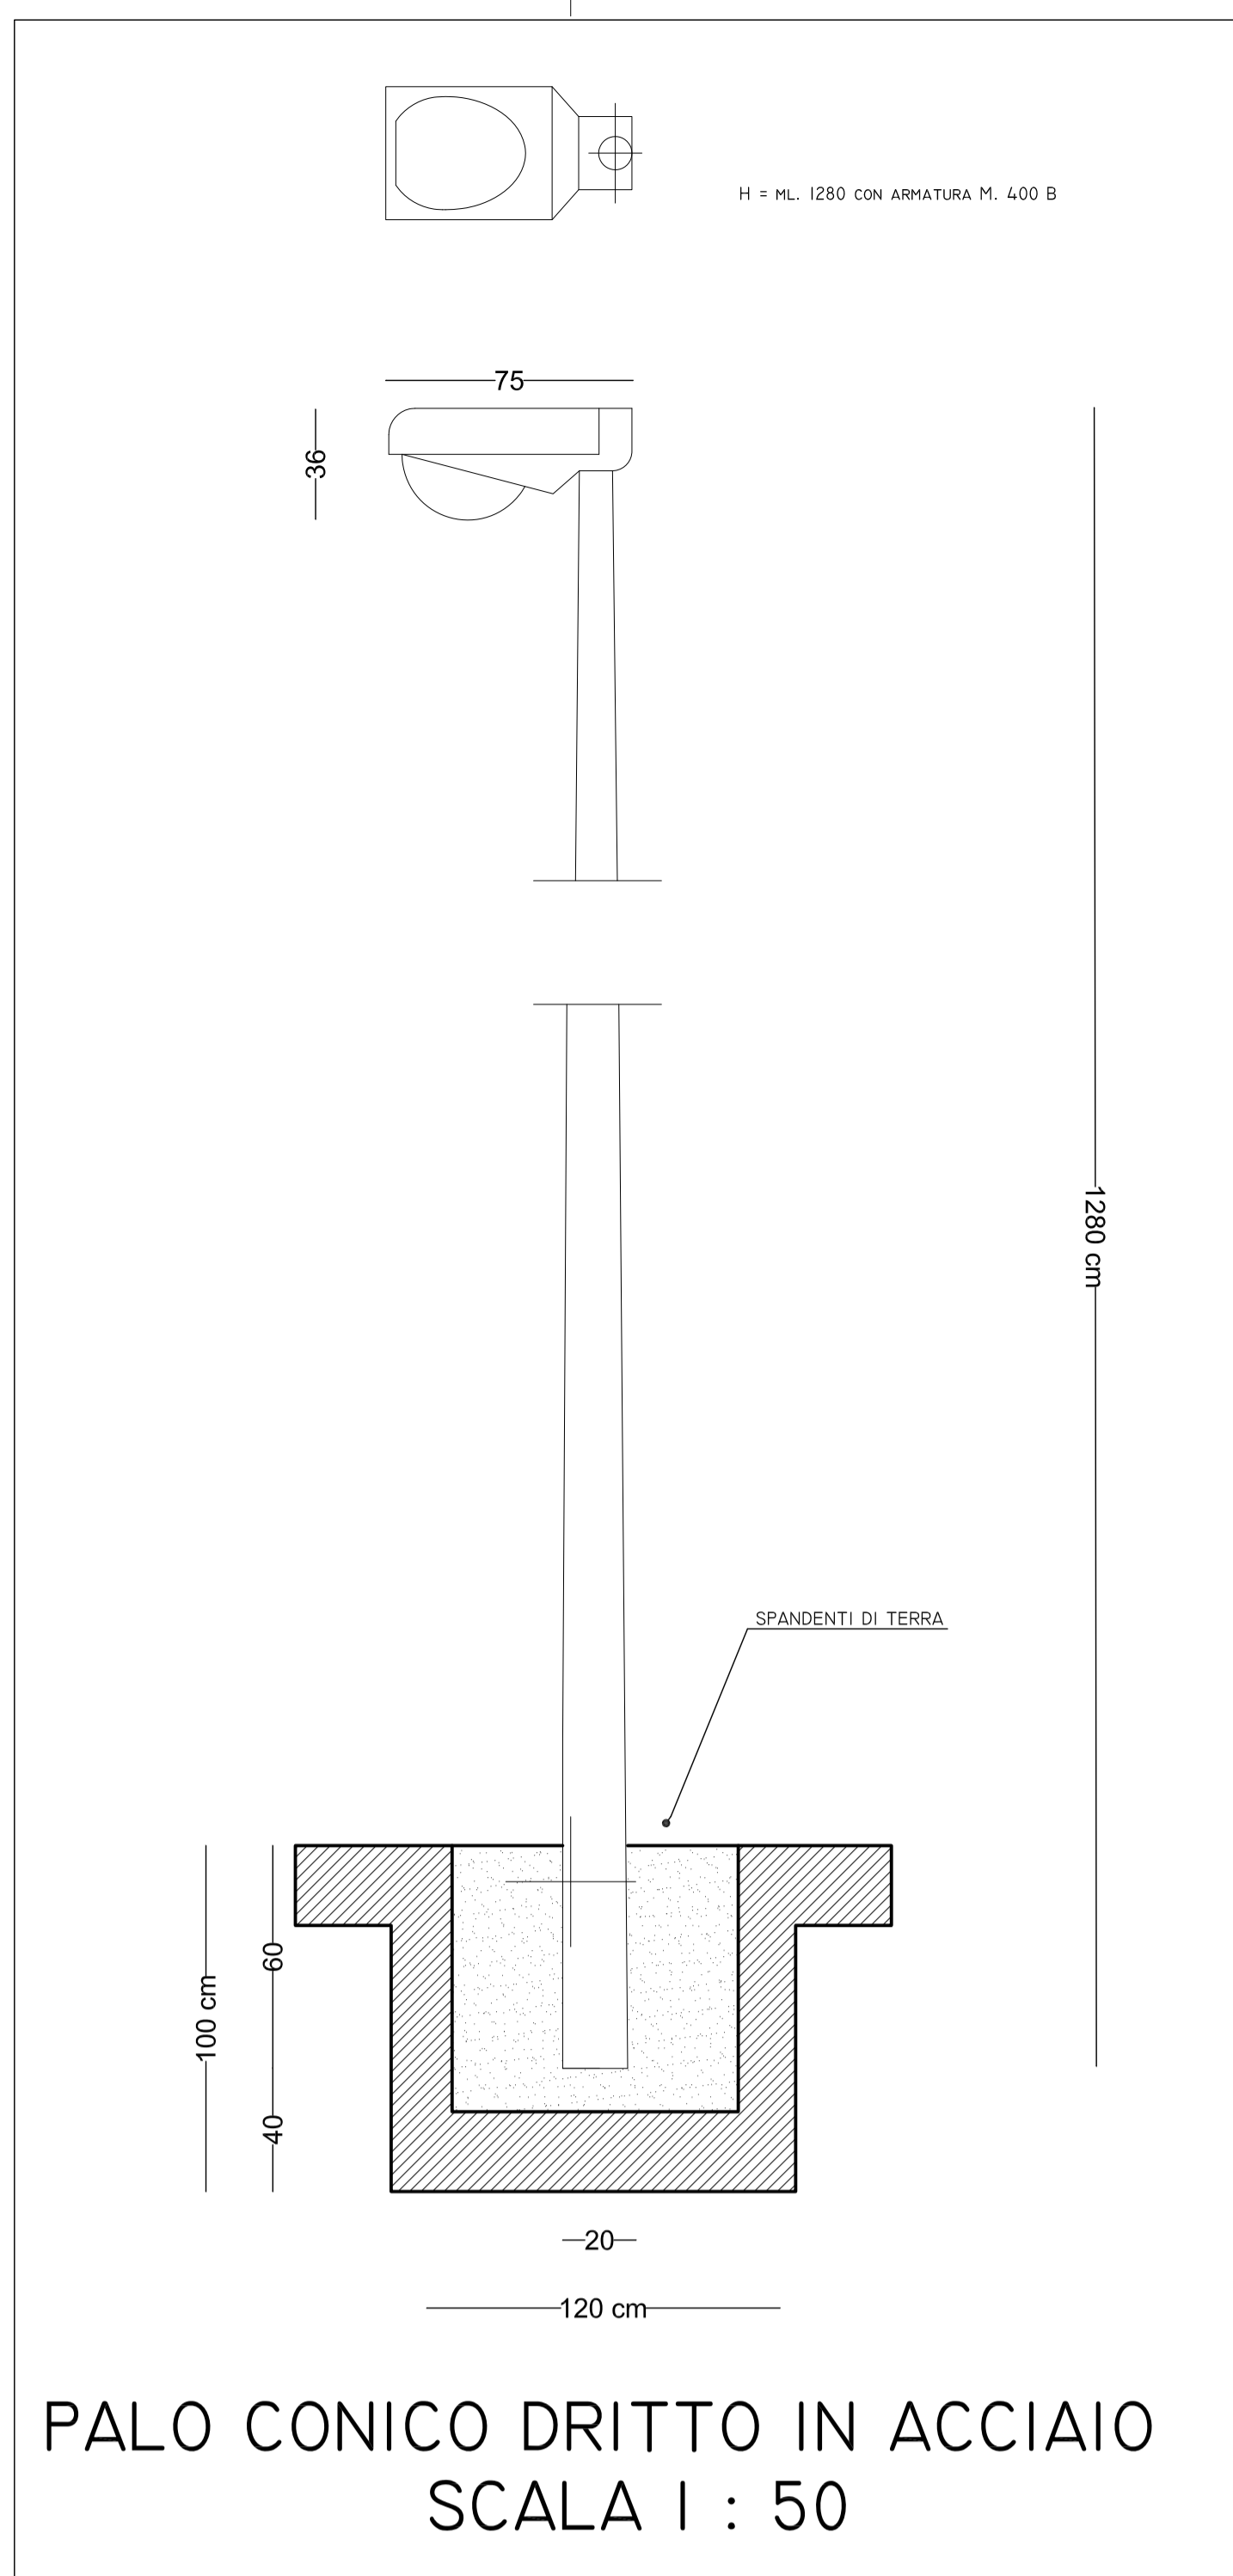 H = ML. 1280 CON ARMATURA M. 400 B
75
36
1280 cm
SPANDENTI DI TERRA
60
100 cm
40
20
120 cm
PALO CONICO DRITTO IN ACCIAIO
SCALA 1 : 50